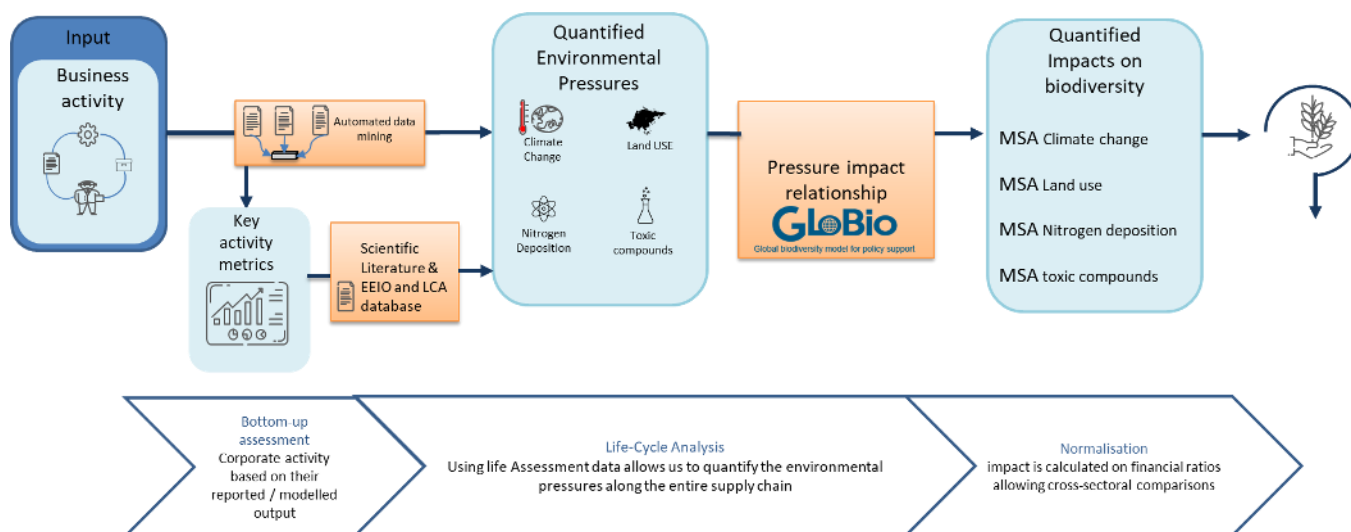 Input
Business
activity
Automated data
mining
Key
activity
metrics
Scientific
Literature &
EEIO and LCA
database
Quantified
Environmental
Pressures
Climate
Change
Land USE
Nitrogen
Deposition
Toxic
compounds
Pressure impact
relationship
GLOBIO
Global biodiversity model for policy support
Quantified
Impacts on
biodiversity
MSA Climate change
MSA Land use
MSA Nitrogen deposition
MSA toxic compounds
Bottom-up
assessment
Corporate activity
based on their
reported / modelled
output
Life-Cycle Analysis
Using life Assessment data allows us to quantify the environmental
pressures along the entire supply chain
Normalisation
impact is calculated on financial ratios
allowing cross-sectoral comparisons